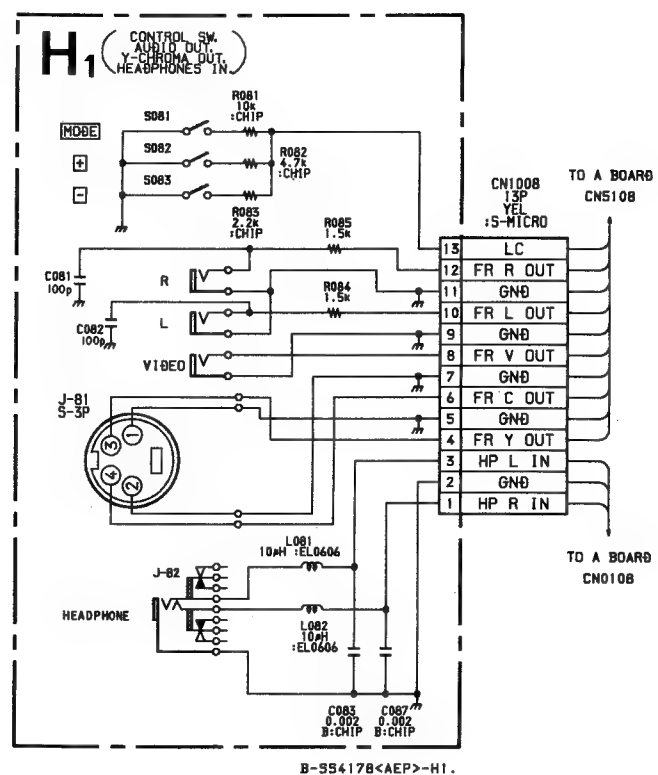 H1
CONTROL SW.
AUDIO OUT.
Y-CHROMA OUT.
HEADPHONES IN
MODE
+
-
S081
S082
S083
R081
10k
:CHIP
R082
4.7k
:CHIP
R083
2.2k
:CHIP
R085
1.5k
R084
1.5k
C081
100p
C082
100p
R
L
VIDEO
J-81
S-3P
3
1
4
2
CN1008
13P
YEL
:S-MICRO
TO A BOARD
CN5108
13 LC
12 FR R OUT
11 GND
10 FR L OUT
9 GND
8 FR V OUT
7 GND
6 FR C OUT
5 GND
4 FR Y OUT
3 HP L IN
2 GND
1 HP R IN
TO A BOARD
CN0108
J-82
HEADPHONE
L081
10µH :EL0606
L082
10µH
:EL0606
C083
0.002
B:CHIP
C087
0.002
B:CHIP
B-SS4178<AEP>-H1.